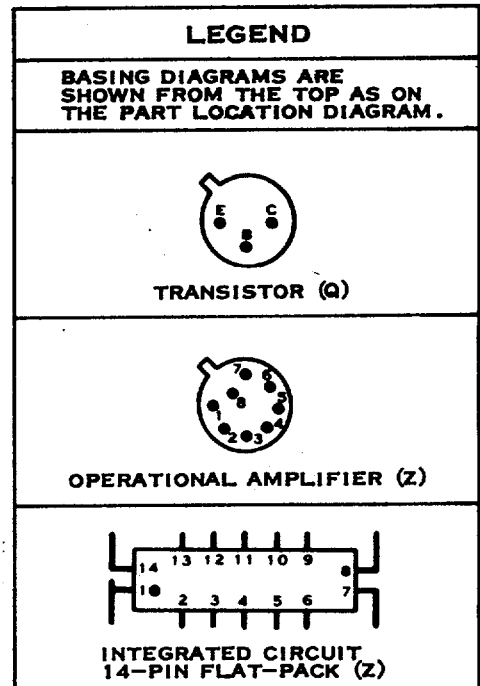 LEGEND
BASING DIAGRAMS ARE
SHOWN FROM THE TOP AS ON
THE PART LOCATION DIAGRAM.
E C
B
TRANSISTOR (Q)
7 6
8 5
1 4
2 3
OPERATIONAL AMPLIFIER (Z)
14 13 12 11 10 9 8
1 2 3 4 5 6 7
INTEGRATED CIRCUIT
14-PIN FLAT-PACK (Z)